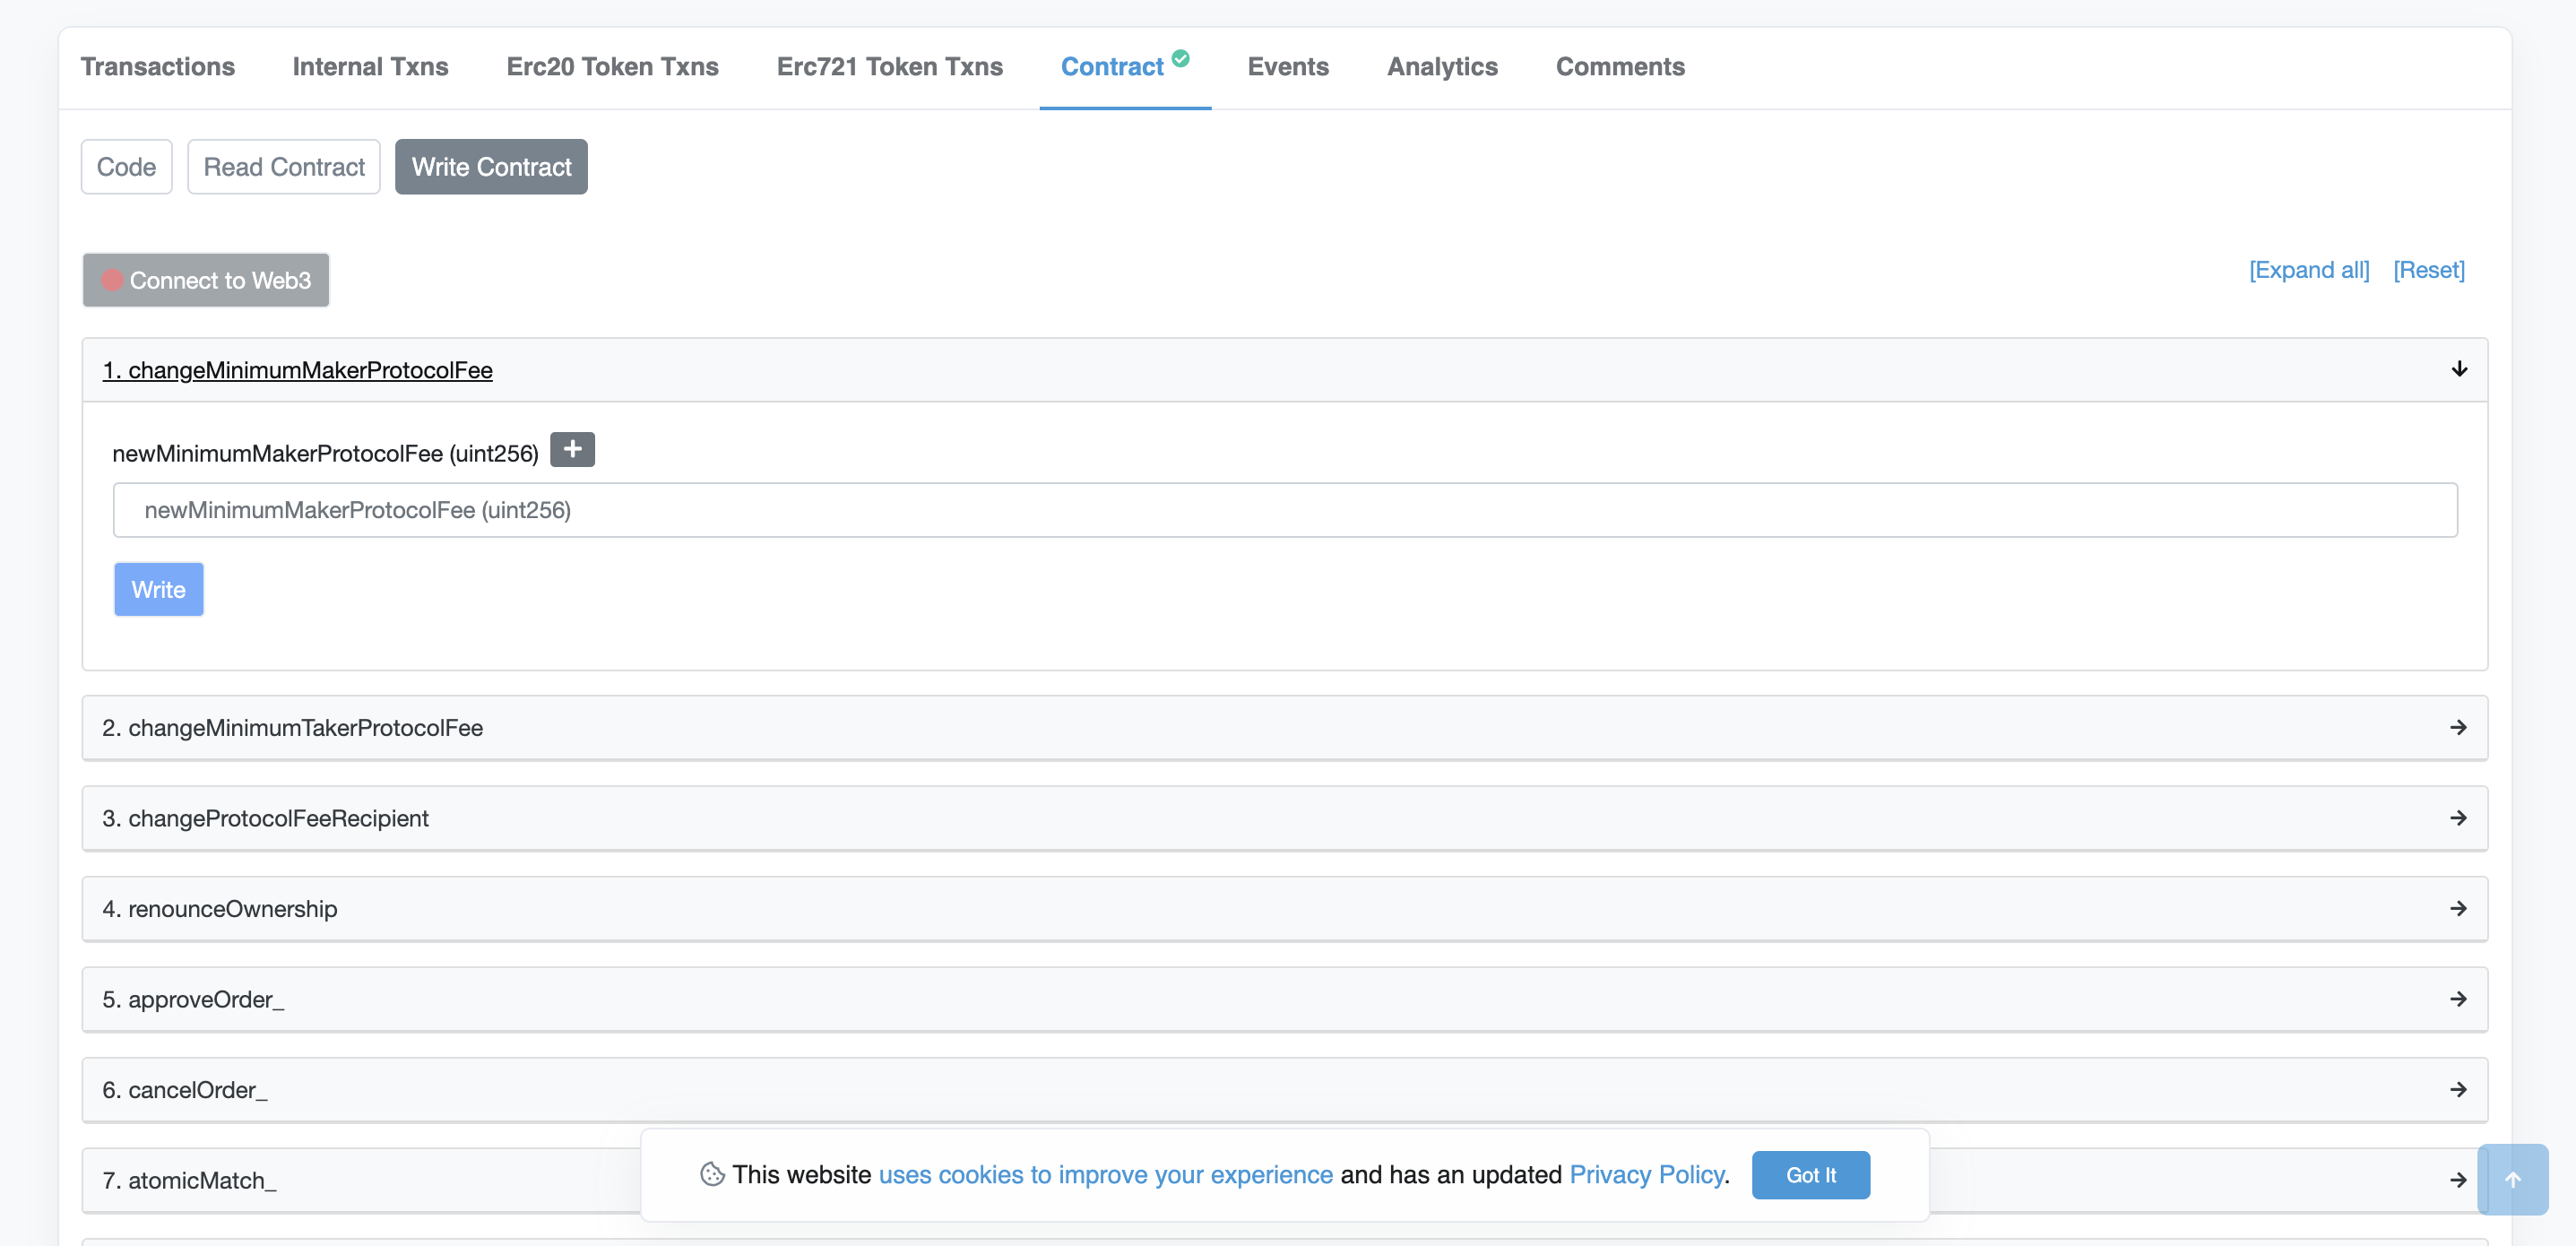 Transactions Internal Txns Erc20 Token Txns Erc721 Token Txns Contract Events Analytics Comments
Code Read Contract Write Contract
Connect to Web3 [Expand all] [Reset]
1. changeMinimumMakerProtocolFee
newMinimumMakerProtocolFee (uint256) +
newMinimumMakerProtocolFee (uint256)
Write
2. changeMinimumTakerProtocolFee
3. changeProtocolFeeRecipient
4. renounceOwnership
5. approveOrder_
6. cancelOrder_
7. atomicMatch_
This website uses cookies to improve your experience and has an updated Privacy Policy. Got It